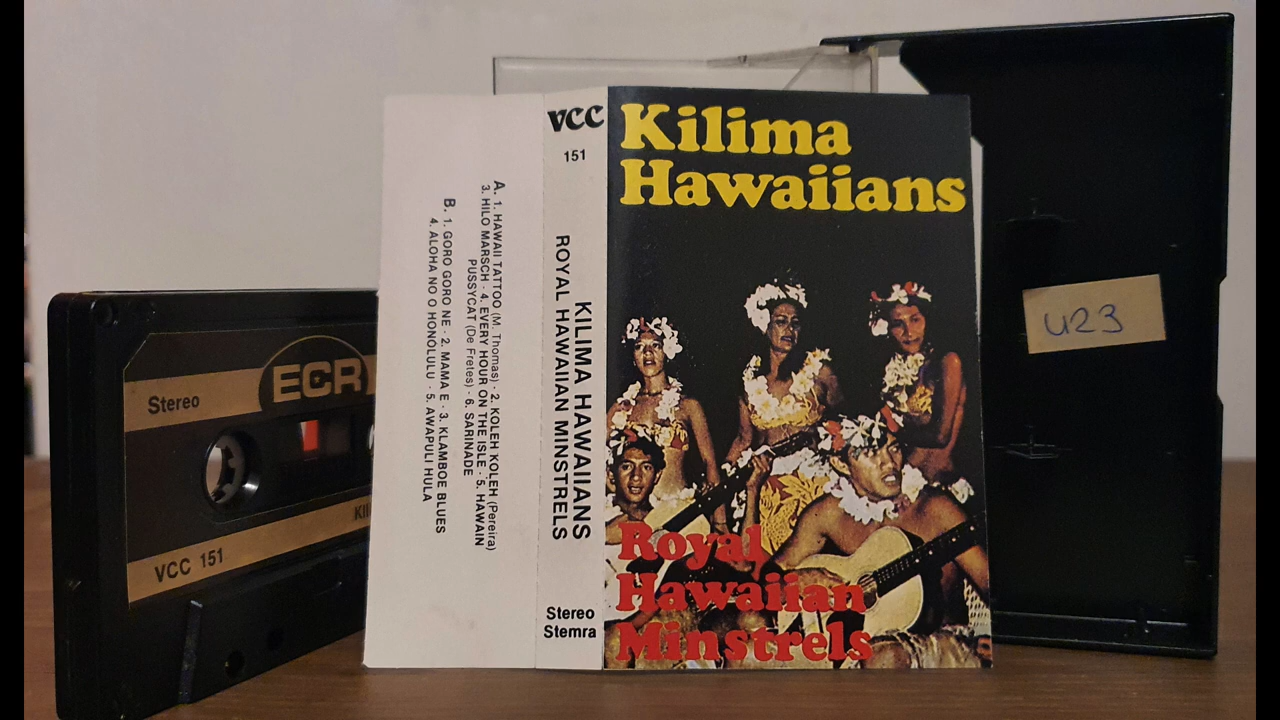 ECR
Stereo
KI
VCC 151
A. 1. HAWAII TATTOO (M. Thomas) · 2. KOLEH KOLEH (Pereira)
3. HILO MARSCH · 4. EVERY HOUR ON THE ISLE · 5. HAWAIN
PUSSYCAT (De Fretes) · 6. SARINADE
B. 1. GORO GORO NE · 2. MAMA E · 3. KLAMBOE BLUES
4. ALOHA NO O HONOLULU · 5. AWAPULI HULA
VCC
151
KILIMA HAWAIIANS
ROYAL HAWAIIAN MINSTRELS
Stereo
Stemra
Kilima
Hawaiians
Royal
Hawaiian
Minstrels
U23